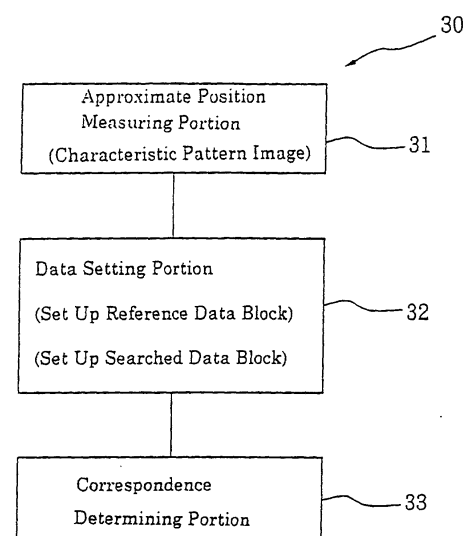 30
Approximate Position
Measuring Portion
(Characteristic Pattern Image)
31
Data Setting Portion
(Set Up Reference Data Block)
32
(Set Up Searched Data Block)
Correspondence
33
Determining Portion